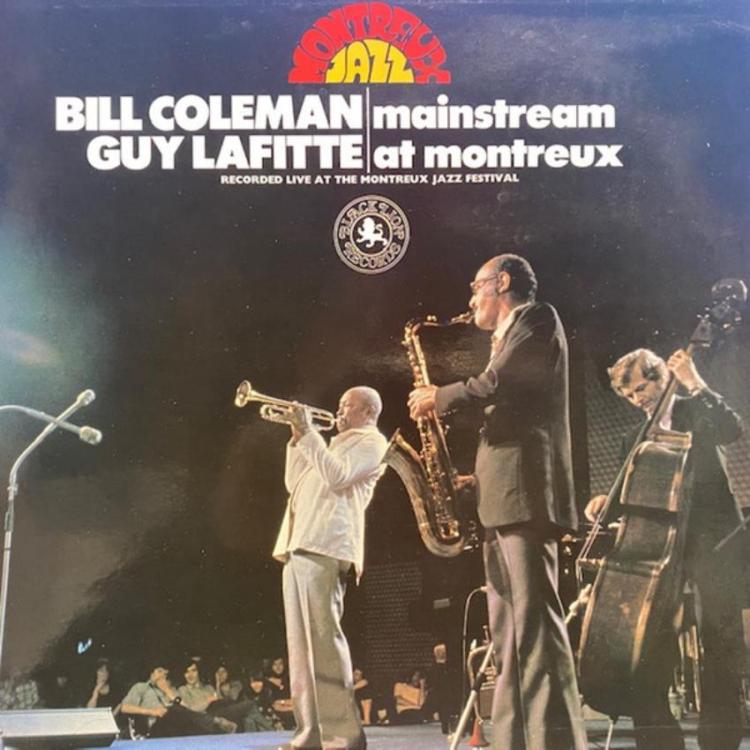 MONTREUX
JAZZ
BILL COLEMAN mainstream
GUY LAFITTE at montreux
RECORDED LIVE AT THE MONTREUX JAZZ FESTIVAL
BLACK LION
RECORDS